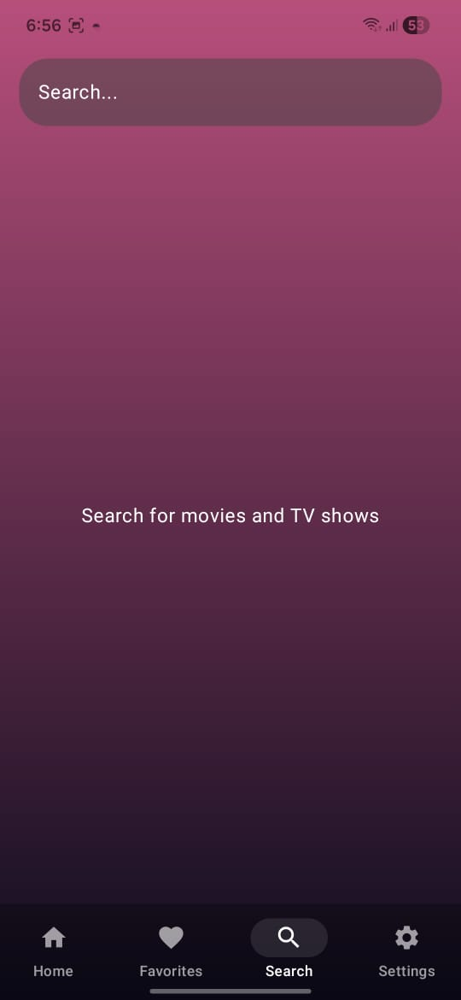 6:56
53
Search...
Search for movies and TV shows
Home
Favorites
Search
Settings